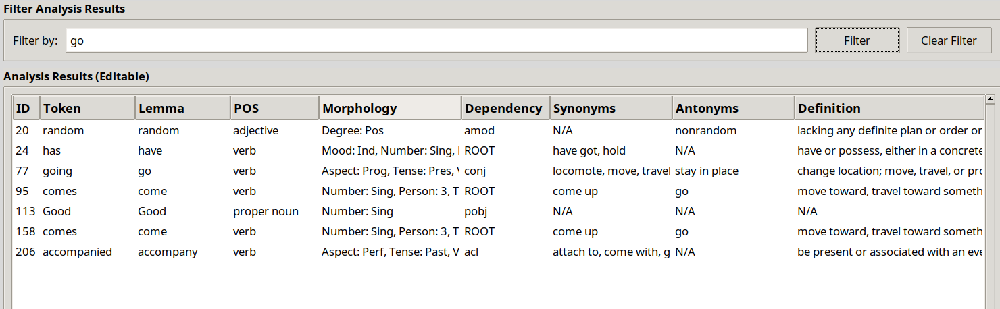 Filter Analysis Results
Filter by: go Filter Clear Filter
Analysis Results (Editable)
ID Token Lemma POS Morphology Dependency Synonyms Antonyms Definition
20 random random adjective Degree: Pos amod N/A nonrandom lacking any definite plan or order or
24 has have verb Mood: Ind, Number: Sing, ROOT have got, hold N/A have or possess, either in a concrete
77 going go verb Aspect: Prog, Tense: Pres, conj locomote, move, travel stay in place change location; move, travel, or pro
95 comes come verb Number: Sing, Person: 3, T ROOT come up go move toward, travel toward someth
113 Good Good proper noun Number: Sing pobj N/A N/A N/A
158 comes come verb Number: Sing, Person: 3, T ROOT come up go move toward, travel toward someth
206 accompanied accompany verb Aspect: Perf, Tense: Past, V acl attach to, come with, g N/A be present or associated with an eve